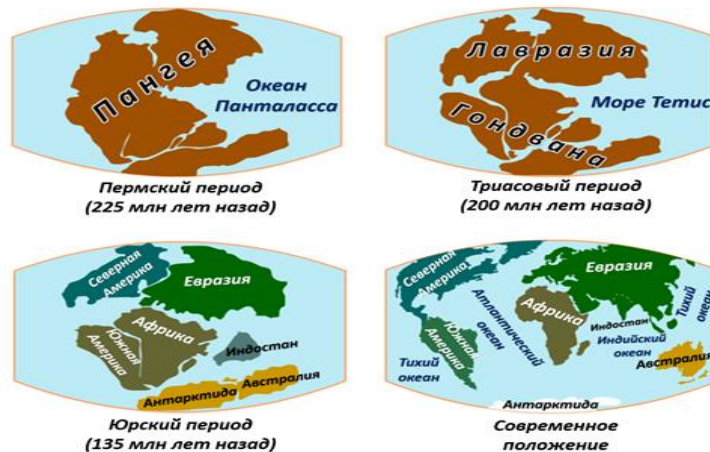 Пангея
Океан
Панталасса
Пермский период
(225 млн лет назад)
Лавразия
Гондвана
Море Тетис
Триасовый период
(200 млн лет назад)
Северная
Америка
Евразия
Африка
Южная
Америка
Индостан
Антарктида
Австралия
Юрский период
(135 млн лет назад)
Северная
Америка
Евразия
Атлантический
океан
Африка
Тихий
океан
Индостан
Индийский
океан
Южная
Америка
Тихий
океан
Австралия
Антарктида
Современное
положение